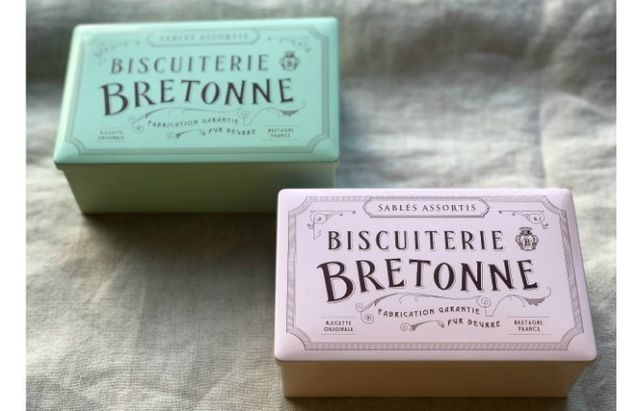 SABLÉS ASSORTIS
BISCUITERIE
BRETONNE
FABRICATION GARANTIE
PUR BEURRE
RECETTE
ORIGINALE
BRETAGNE
FRANCE
SABLÉS ASSORTIS
BISCUITERIE
B
BRETONNE
FABRICATION GARANTIE
PUR BEURRE
RECETTE
ORIGINALE
BRETAGNE
FRANCE